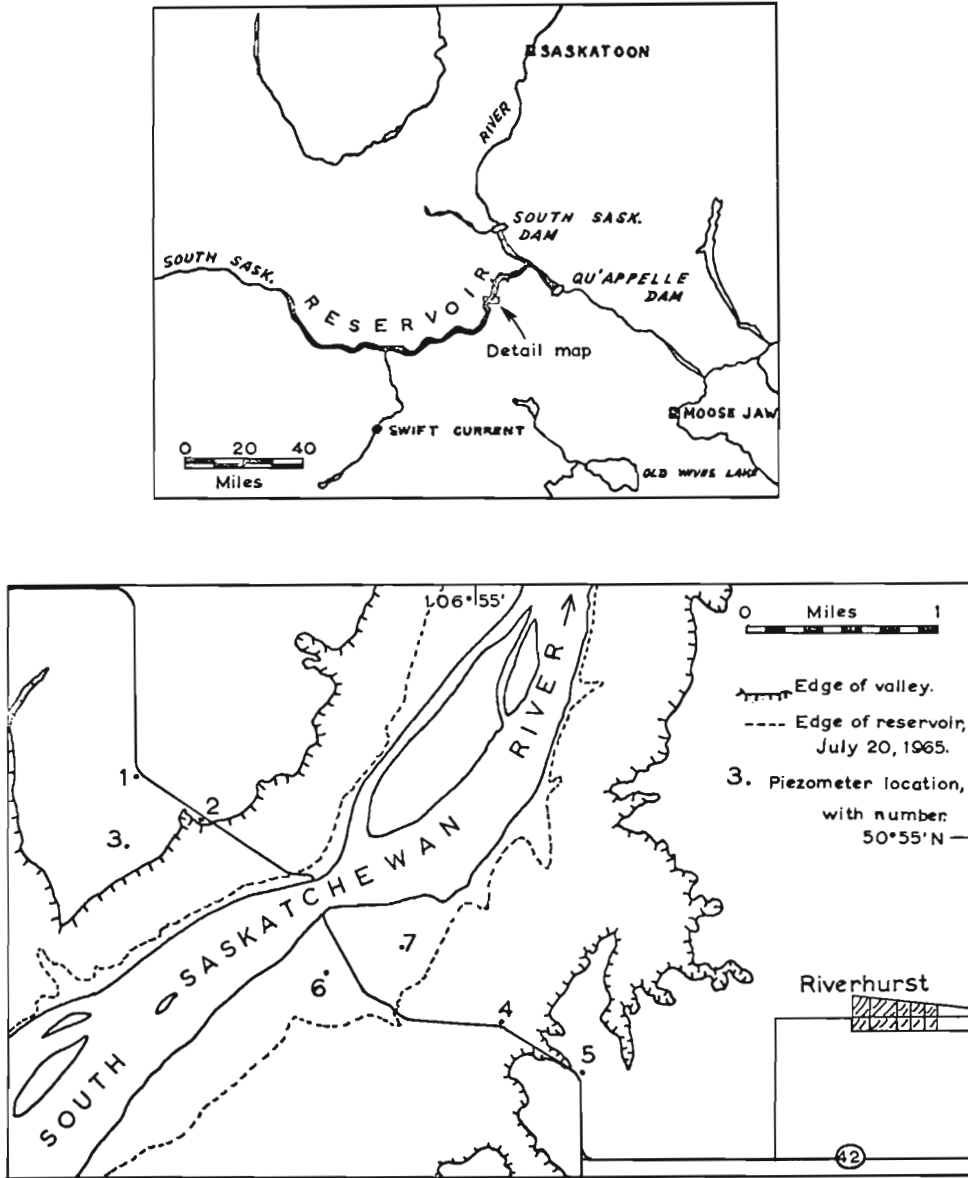 SASKATOON
RIVER
SOUTH SASK.
DAM
SOUTH SASK.
RESERVOIR
QU'APPELLE
DAM
Detail map
MOOSE JAW
SWIFT CURRENT
0 20 40
Miles
OLD WIVES LAKE
106°55'
0 Miles 1
Edge of valley.
Edge of reservoir,
July 20, 1965.
3. Piezometer location,
with number.
50°55'N
1
2
3
SOUTH SASKATCHEWAN RIVER
7
6
4
5
Riverhurst
42